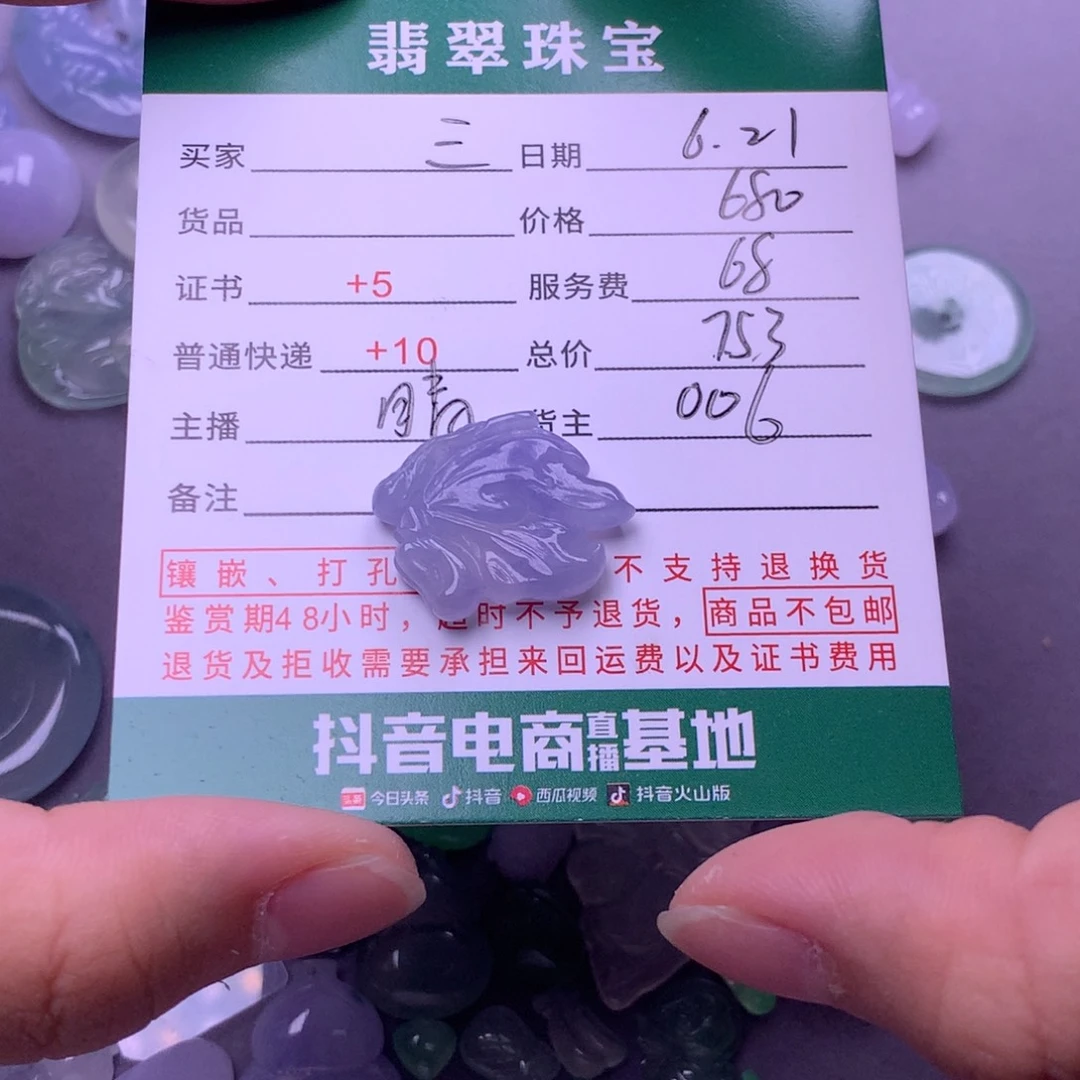 翡翠珠宝
买家 三 日期 6.21
货品 价格 680
证书 +5 服务费 68
普通快递 +10 总价 753
主播 晴 货主 006
备注
镶嵌、打孔 不支持退换货
鉴赏期48小时，超时不予退货，商品不包邮
退货及拒收需要承担来回运费以及证书费用
抖音电商直播基地
头条 今日头条 抖音 西瓜视频 抖音火山版